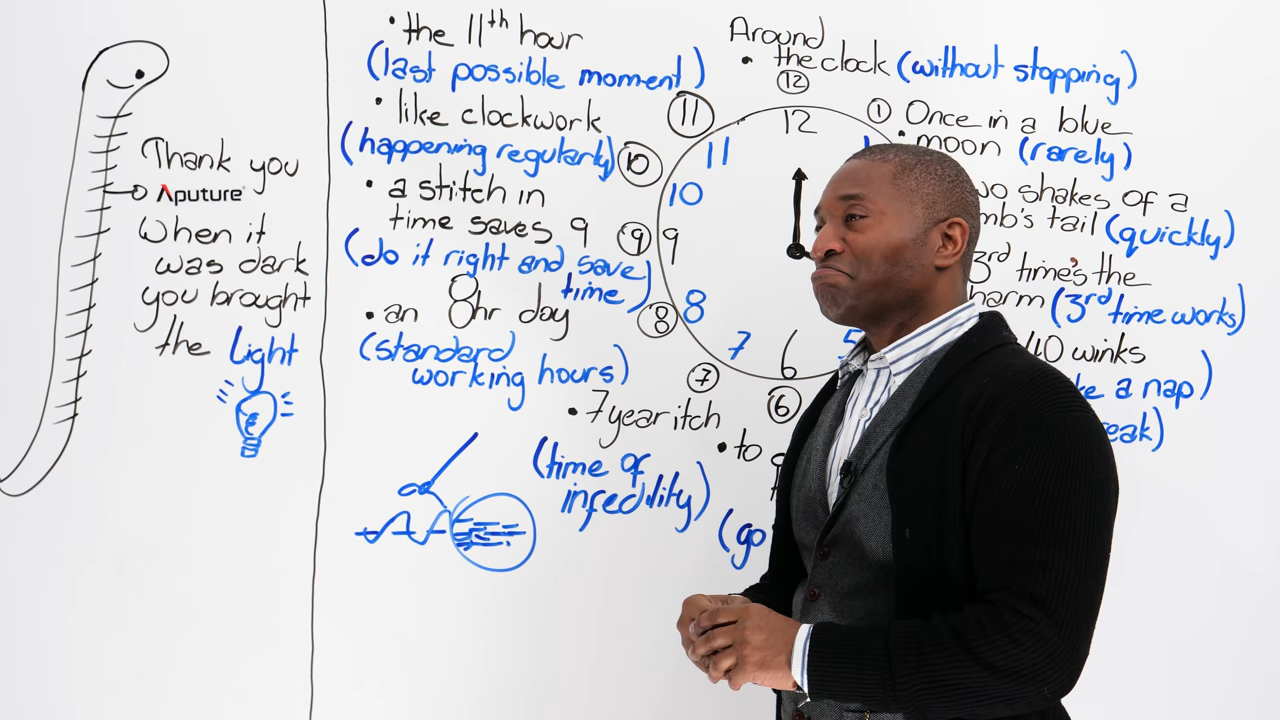 Thank you
Aputure
When it
was dark
you brought
the light
• the 11th hour
(last possible moment)
• like clockwork
(happening regularly)
• a stitch in
time saves 9
(do it right and save
time)
• an 8hr day
(standard
working hours)
• 7 year itch
(time of
infedility)
Around
• the clock (without stopping)
12
11
10
9
8
7
6
1
12
11
10
9
8
7
6
5
Once in a blue
• moon (rarely)
shakes of a
tail (quickly)
3rd time's the
(3rd time works)
40 winks
a nap)
• to
(go